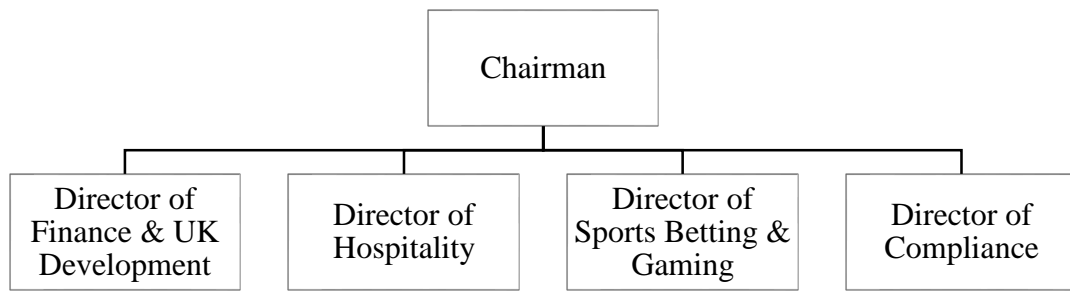 Chairman
Director of
Finance & UK
Development
Director of
Hospitality
Director of
Sports Betting &
Gaming
Director of
Compliance